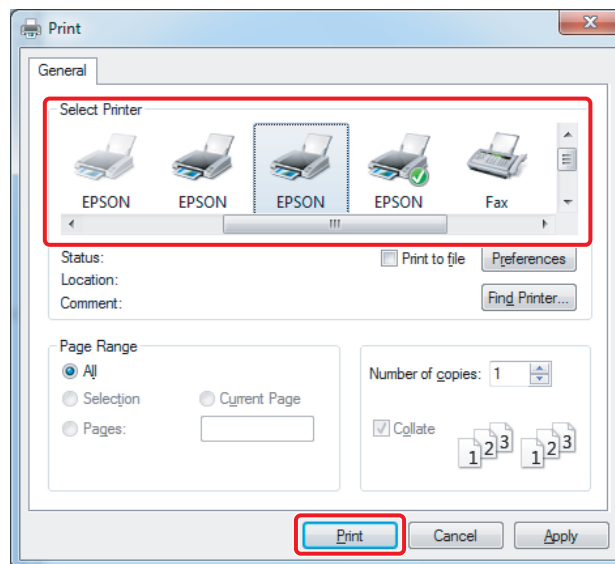 Print
General
Select Printer
EPSON EPSON EPSON EPSON Fax
Status: Print to file Preferences
Location:
Comment: Find Printer...
Page Range
All Number of copies: 1
Selection Current Page
Pages: Collate
1 2 3 1 2 3
Print Cancel Apply